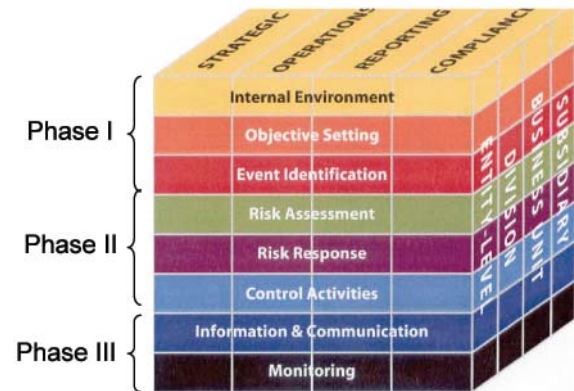 STRATEGIC
OPERATIONS
REPORTING
COMPLIANCE
Phase I
Internal Environment
Objective Setting
Event Identification
Phase II
Risk Assessment
Risk Response
Control Activities
Phase III
Information & Communication
Monitoring
ENTITY-LEVEL
DIVISION
BUSINESS UNIT
SUBSIDIARY